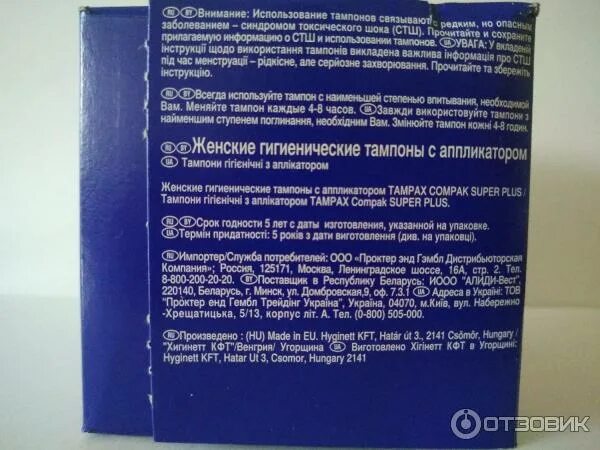 RU BY Внимание: Использование тампонов связывают с редким, но опасным
заболеванием – синдромом токсического шока (СТШ). Прочитайте и сохраните
прилагаемую информацию о СТШ и использовании тампонов. UA УВАГА: У вкладеній
інструкції щодо використання тампонів викладена важлива інформація про СТШ
під час менструації – рідкісне, але серйозне захворювання. Прочитайте та збережіть
інструкцію.
RU BY Всегда используйте тампон с наименьшей степенью впитывания, необходимой
Вам. Меняйте тампон каждые 4-8 часов. UA Завжди використовуйте тампони з
найменшим ступенем поглинання, необхідним Вам. Змінюйте тампон кожні 4-8 годин.
RU BY Женские гигиенические тампоны с аппликатором
UA Тампони гігієнічні з аплікатором
Женские гигиенические тампоны с аппликатором TAMPAX COMPAK SUPER PLUS /
Тампони гігієнічні з аплікатором TAMPAX Compak SUPER PLUS.
RU BY Срок годности 5 лет с даты изготовления, указанной на упаковке.
UA Термін придатності: 5 років з дати виготовлення (див. на упаковці).
RU Импортер/Служба потребителей: ООО «Проктер энд Гэмбл Дистрибьюторская
Компания»; Россия, 125171, Москва, Ленинградское шоссе, 16А, стр. 2. Тел.
8-800-200-20-20. BY Поставщик в Республику Беларусь: ИООО "АЛИДИ-Вест",
220140, Беларусь, г. Минск, ул. Домбровская,9, оф. 7.3.1 UA Адреса в Україні: ТОВ
"Проктер енд Гембл Трейдінг Україна", Україна, 04070, м.Київ, вул. Набережно
-Хрещатицька, 5/13, корпус літ. А. Тел. (0-800) 505-000.
RU BY Произведено : (HU) Made in EU. Hyginett KFT, Határ út 3., 2141 Csömör, Hungary /
"Хигинетт КФТ"/Венгрия/ Угорщина UA Виготовлено Хігінетт КФТ в Угорщині:
Hyginett KFT, Hatar Ut 3, Csomor, Hungary 2141
ОТЗОВИК